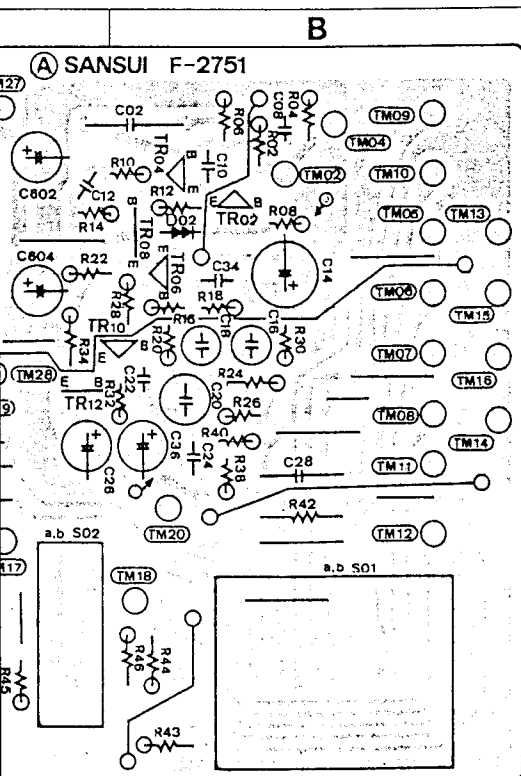 B
A SANSUI F-2751
C02
R06
R02
C08
R04
TM09
TM04
TR04
B
E
C10
R10
TM02
TM10
C602
C12
R12
R14
B
TR08
E
D02
E
B
TR02
R08
TM05
TM13
C604
R22
R28
TR06
E
B
C34
C14
TM06
R18
R16
TM15
C18
C16
TR10
E
B
R20
R30
R34
TM07
TM28
E
B
TR12
R32
C22
R24
TM16
C20
R26
TM08
R40
C36
C24
R38
TM14
C26
C28
TM11
R42
TM20
TM12
a.b S02
a.b S01
TM18
R46
R44
R45
R43